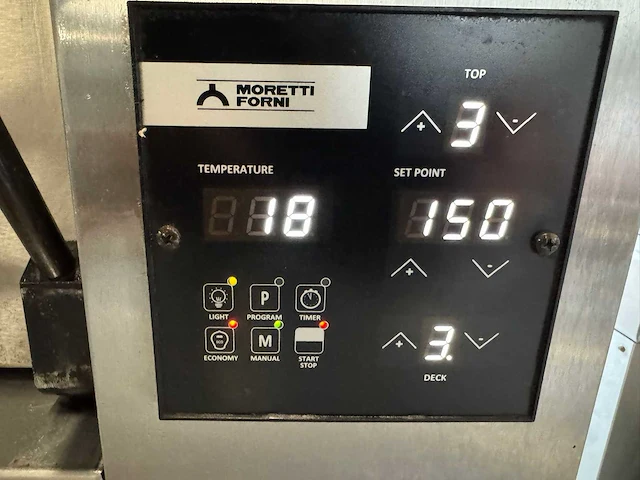 MORETTI
FORNI
TOP
+ 3 -
TEMPERATURE
SET POINT
18
150
LIGHT
P
PROGRAM
TIMER
ECONOMY
M
MANUAL
START
STOP
+ 3. -
DECK